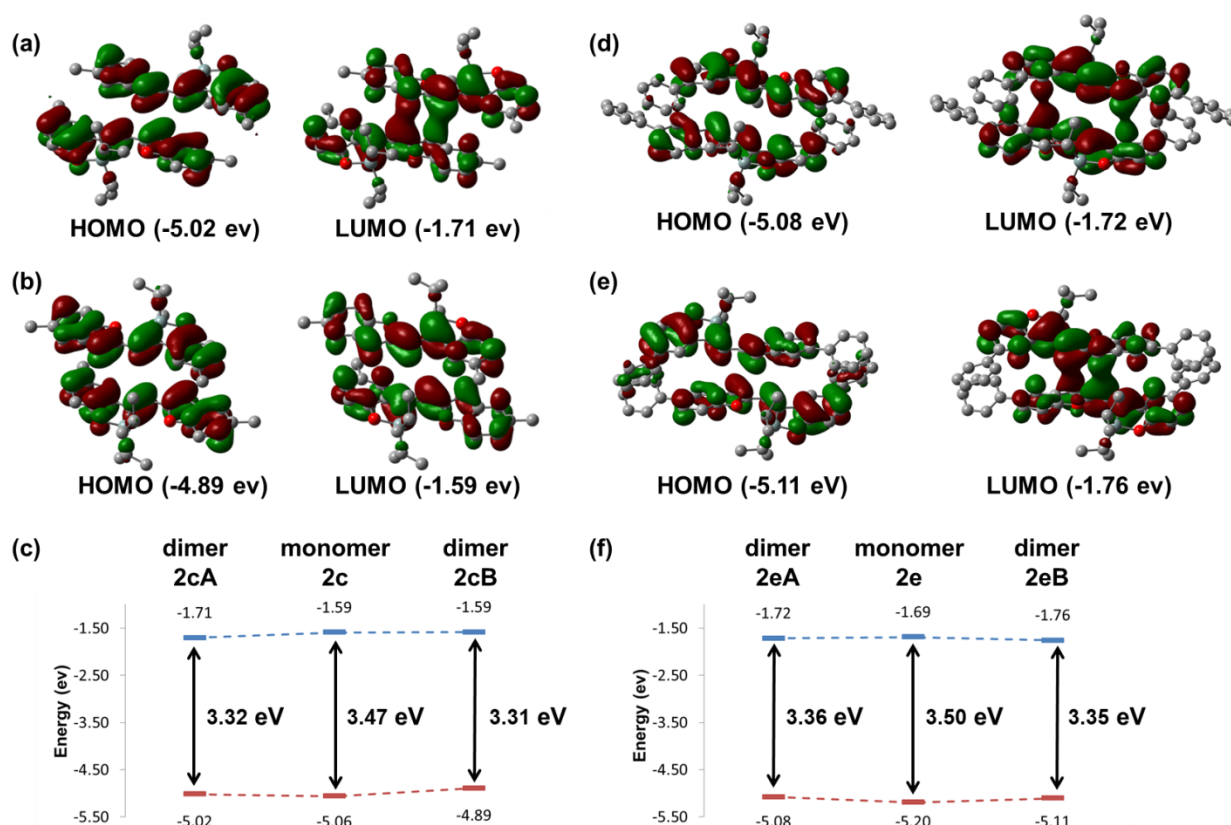 (a)
(d)
HOMO (-5.02 ev)
LUMO (-1.71 ev)
HOMO (-5.08 eV)
LUMO (-1.72 eV)
(b)
(e)
HOMO (-4.89 ev)
LUMO (-1.59 ev)
HOMO (-5.11 eV)
LUMO (-1.76 ev)
(c)
dimer
2cA
monomer
2c
dimer
2cB
-1.71
-1.59
-1.59
-1.50
-2.50
-3.50
-4.50
-5.50
Energy (ev)
3.32 eV
3.47 eV
3.31 eV
-5.02
-5.06
-4.89
(f)
dimer
2eA
monomer
2e
dimer
2eB
-1.72
-1.69
-1.76
-1.50
-2.50
-3.50
-4.50
-5.50
Energy (ev)
3.36 eV
3.50 eV
3.35 eV
-5.08
-5.20
-5.11